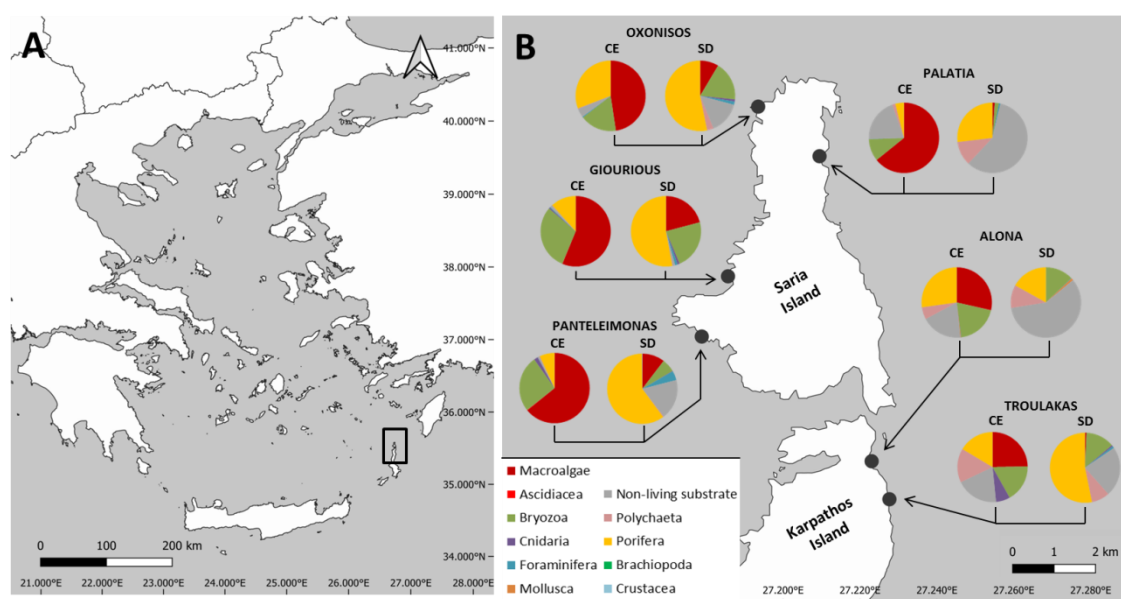 A
41.000°N
40.000°N
39.000°N
38.000°N
37.000°N
36.000°N
35.000°N
34.000°N
0 100 200 km
21.000°E 22.000°E 23.000°E 24.000°E 25.000°E 26.000°E 27.000°E 28.000°E
B
OXONISOS
CE SD
PALATIA
CE SD
GIOURIOUS
CE SD
ALONA
CE SD
Saria
Island
PANTELEIMONAS
CE SD
TROULAKAS
CE SD
Karpathos
Island
Macroalgae
Ascidiacea
Non-living substrate
Bryozoa
Polychaeta
Cnidaria
Porifera
Foraminifera
Brachiopoda
Mollusca
Crustacea
0 1 2 km
27.200°E 27.220°E 27.240°E 27.260°E 27.280°E